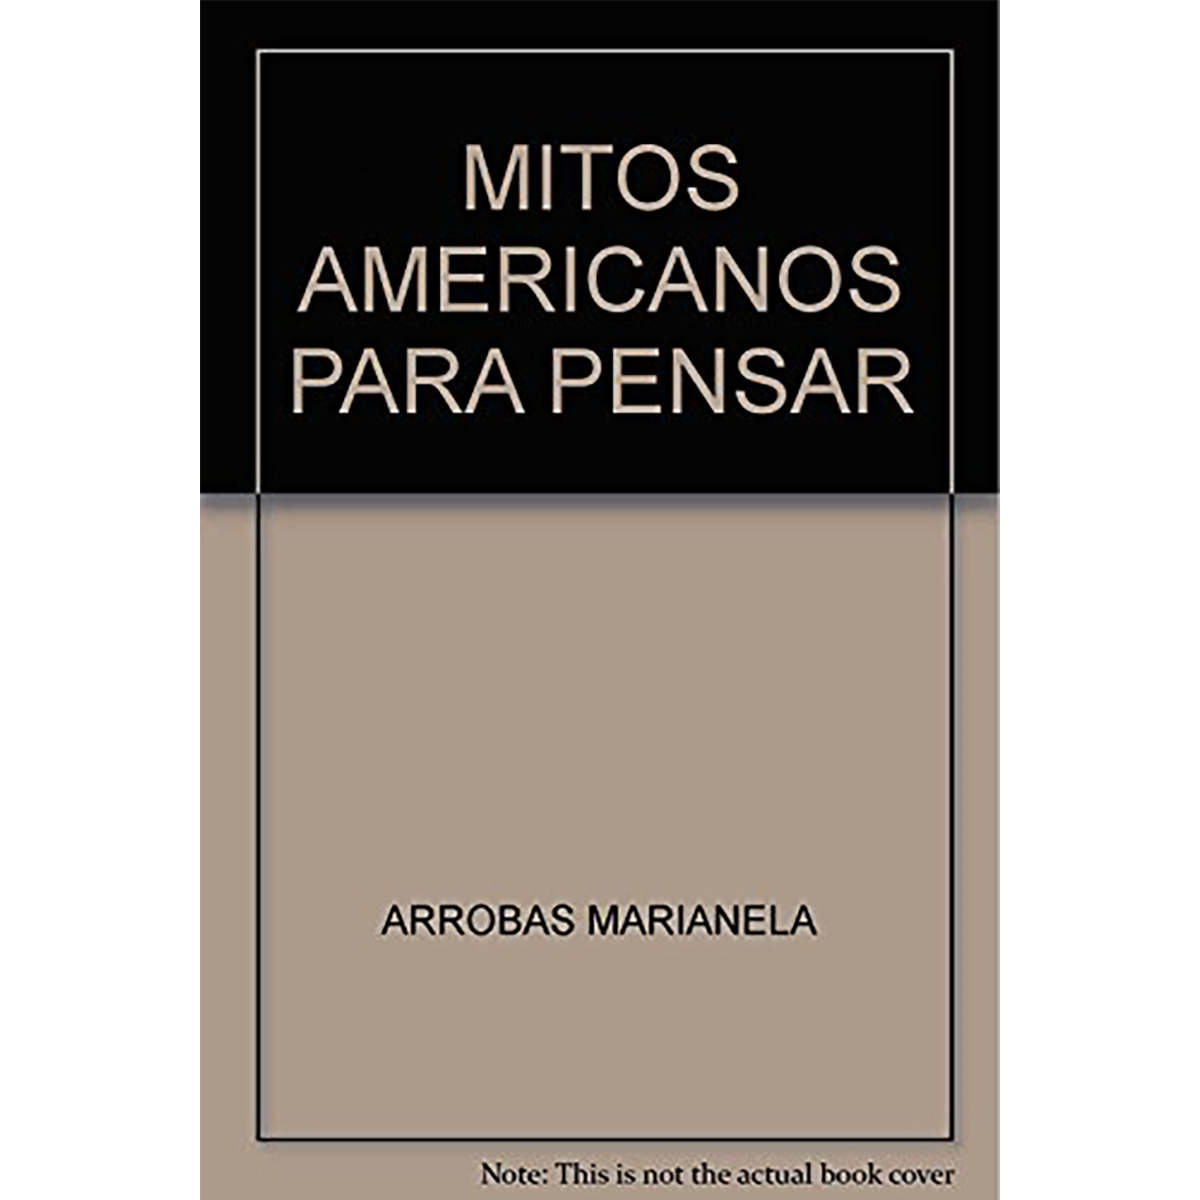 MITOS
AMERICANOS
PARA PENSAR
ARROBAS MARIANELA
Note: This is not the actual book cover